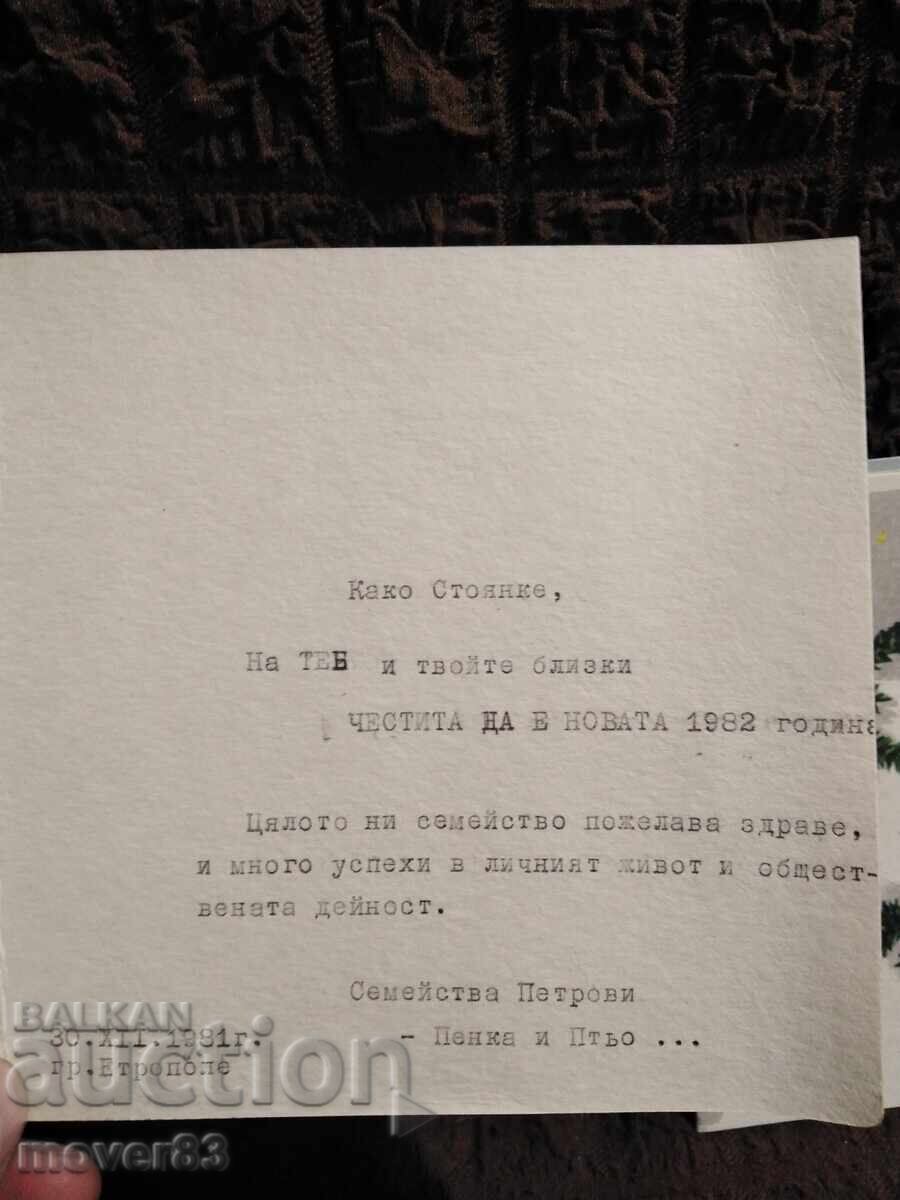 Како Стоянке,
На ТЕБ и твойте близки
ЧЕСТИТА ДА Е НОВАТА 1982 година
Цялото ни семейство пожелава здраве,
и много успехи в личният живот и общест-
вената дейност.
Семейства Петрови
- Пенка и Птьо ...
30.XII.1981г.
гр.Етрополе
BALKAN
auction
mover83